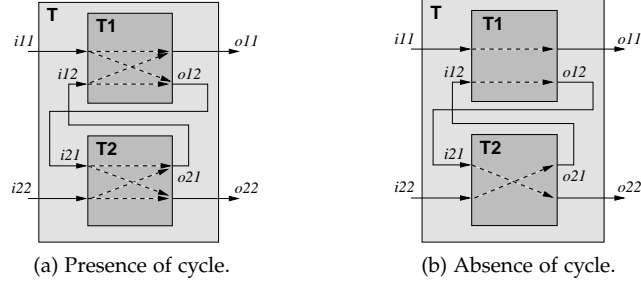 T
T1
i11
o11
i12
o12
T2
i21
o21
i22
o22
(a) Presence of cycle.
T
T1
i11
o11
i12
o12
T2
i21
o21
i22
o22
(b) Absence of cycle.